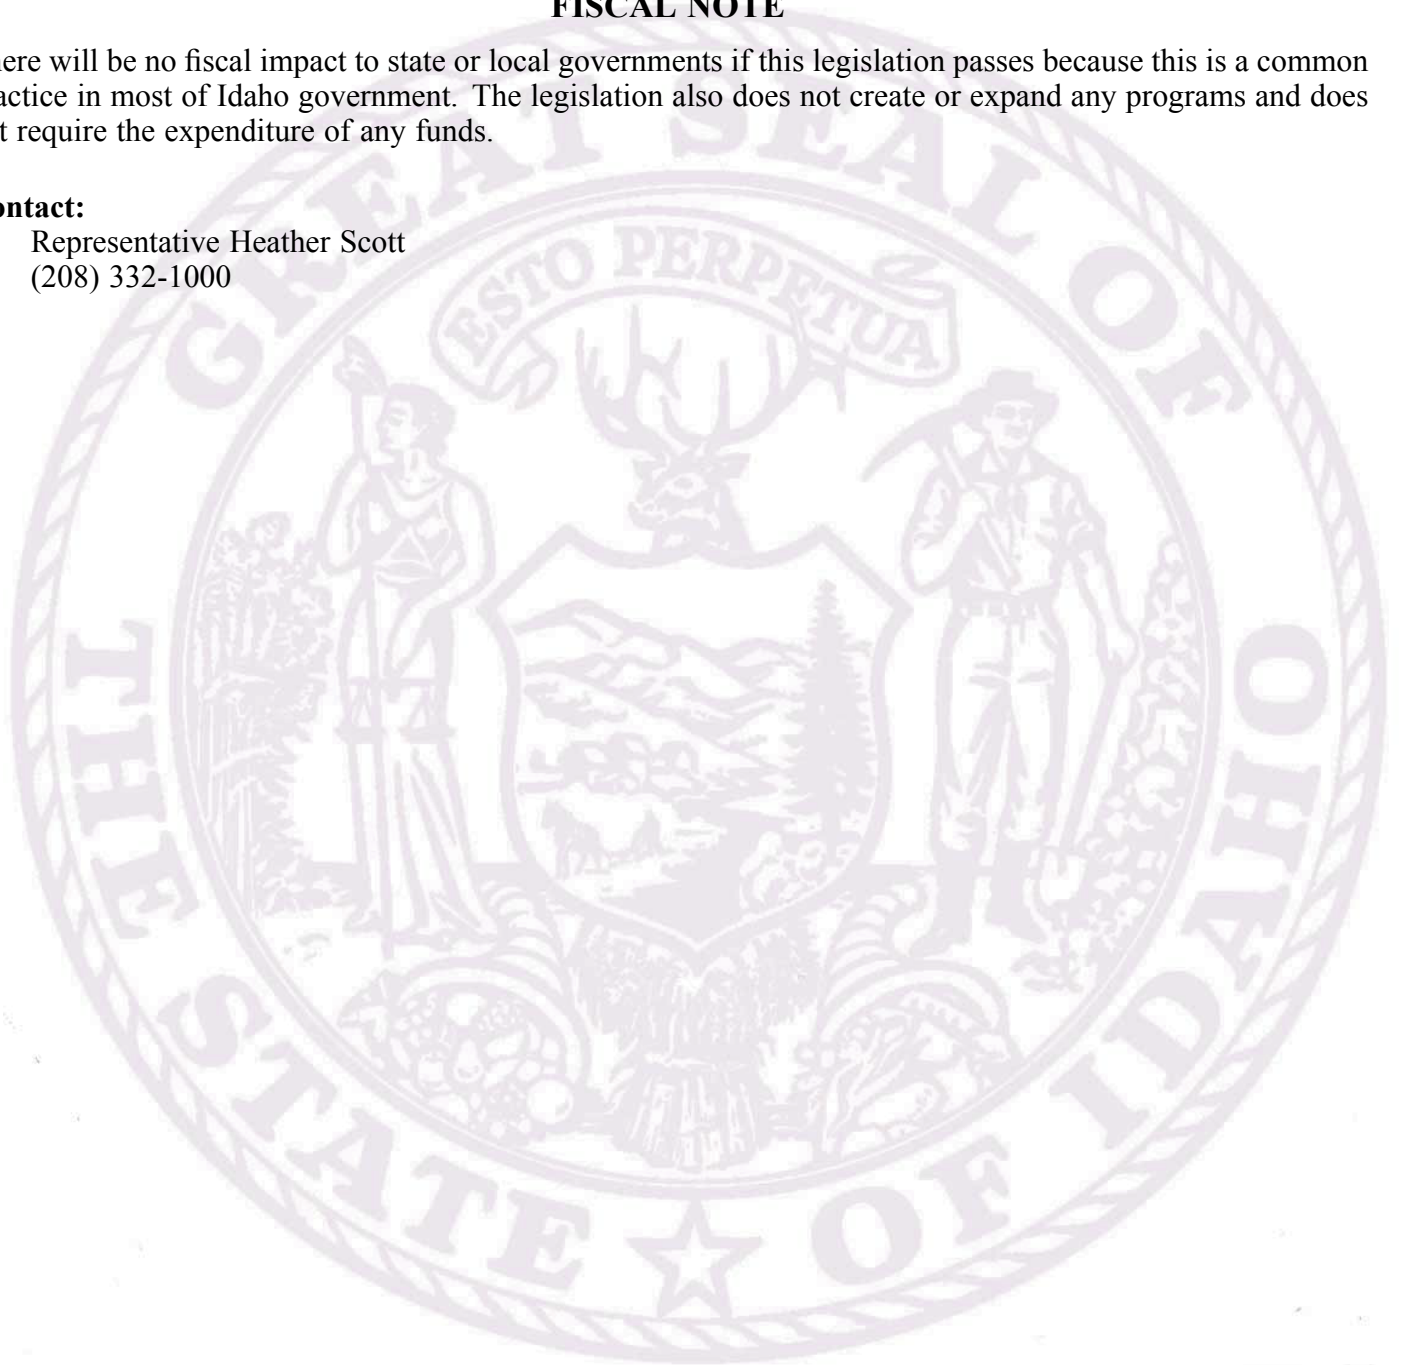 FISCAL NOTE
here will be no fiscal impact to state or local governments if this legislation passes because this is a common
actice in most of Idaho government. The legislation also does not create or expand any programs and does
t require the expenditure of any funds.
ontact:
Representative Heather Scott
(208) 332-1000
GREAT SEAL OF
ESTO PERPETUA
THE STATE OF IDAHO